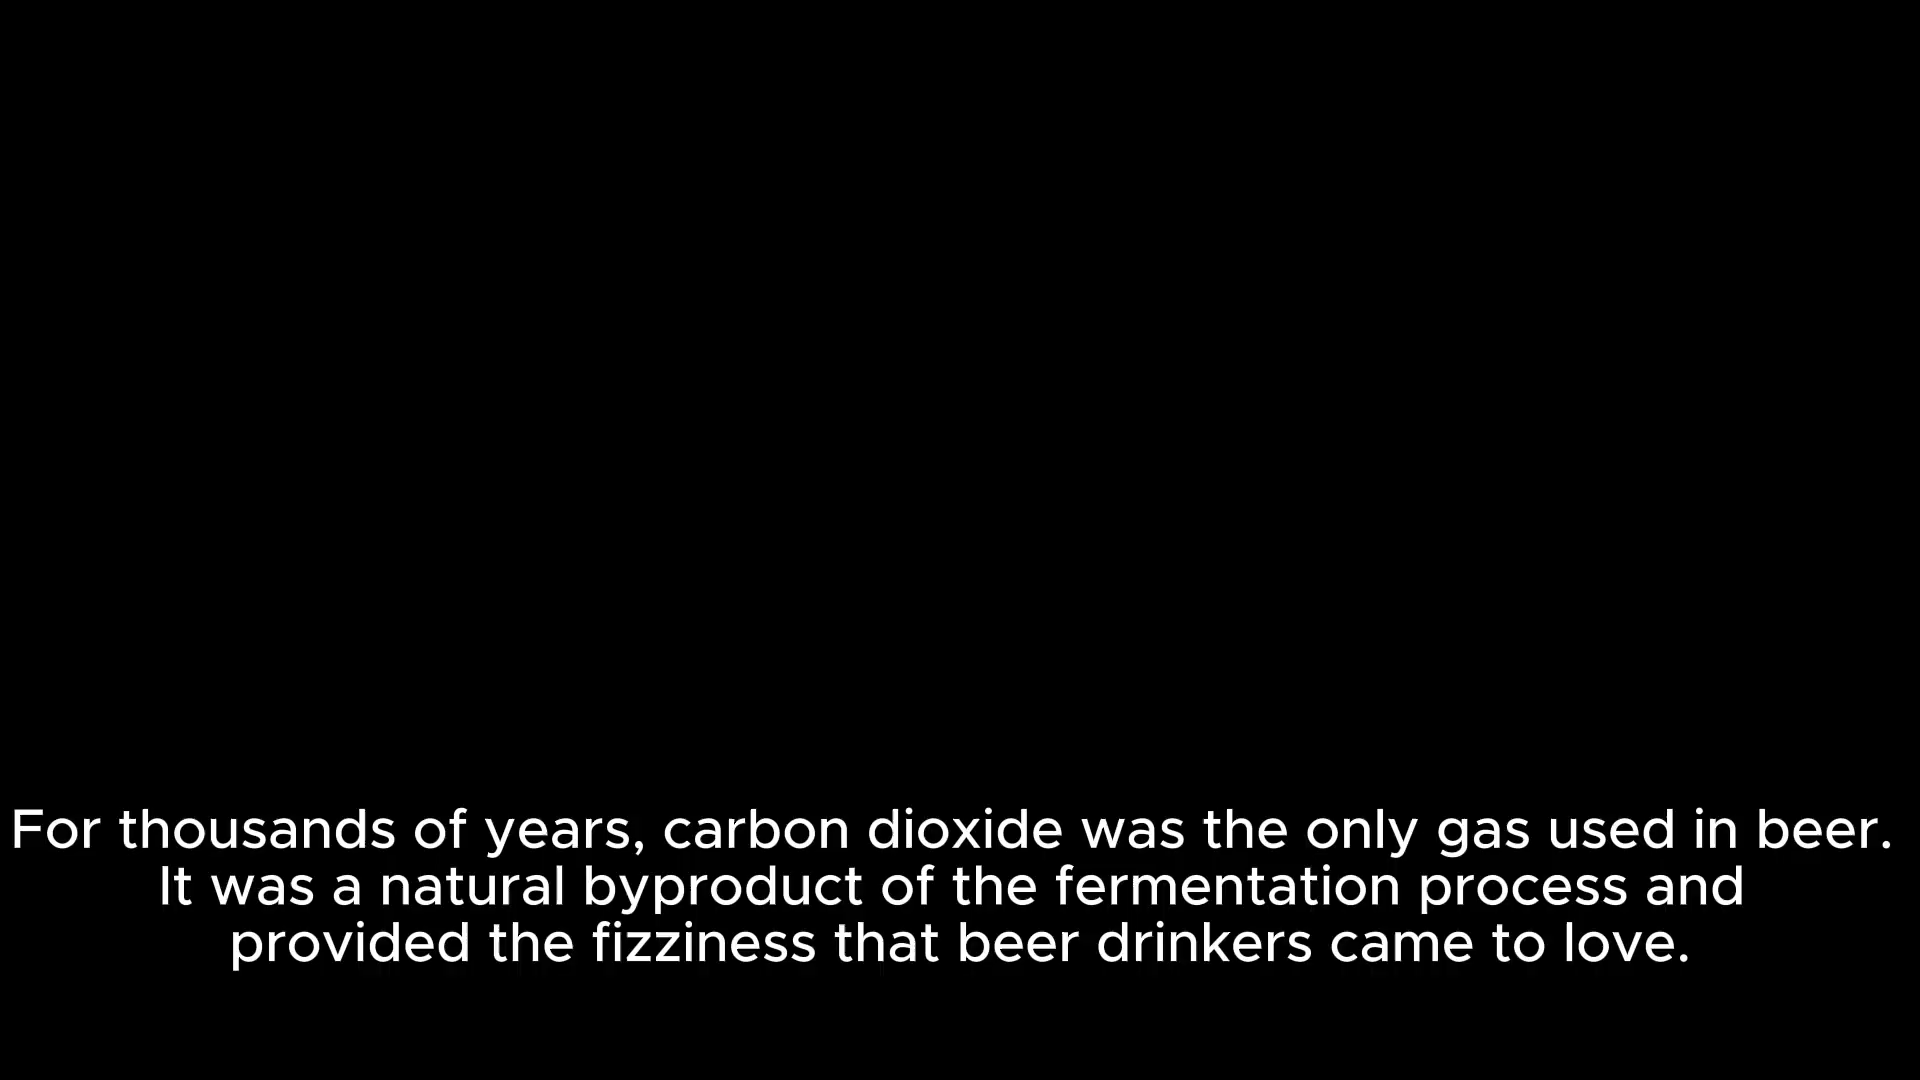 For thousands of years, carbon dioxide was the only gas used in beer.
It was a natural byproduct of the fermentation process and
provided the fizziness that beer drinkers came to love.